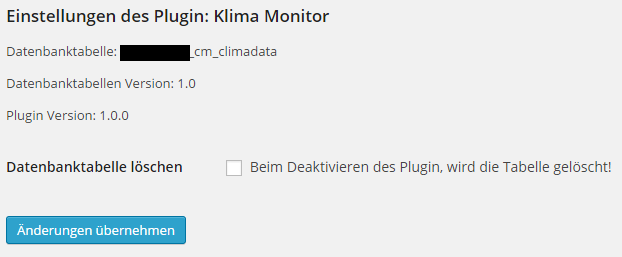 Einstellungen des Plugin: Klima Monitor
Datenbanktabelle: _cm_climadata
Datenbanktabellen Version: 1.0
Plugin Version: 1.0.0
Datenbanktabelle löschen Beim Deaktivieren des Plugin, wird die Tabelle gelöscht!
Änderungen übernehmen